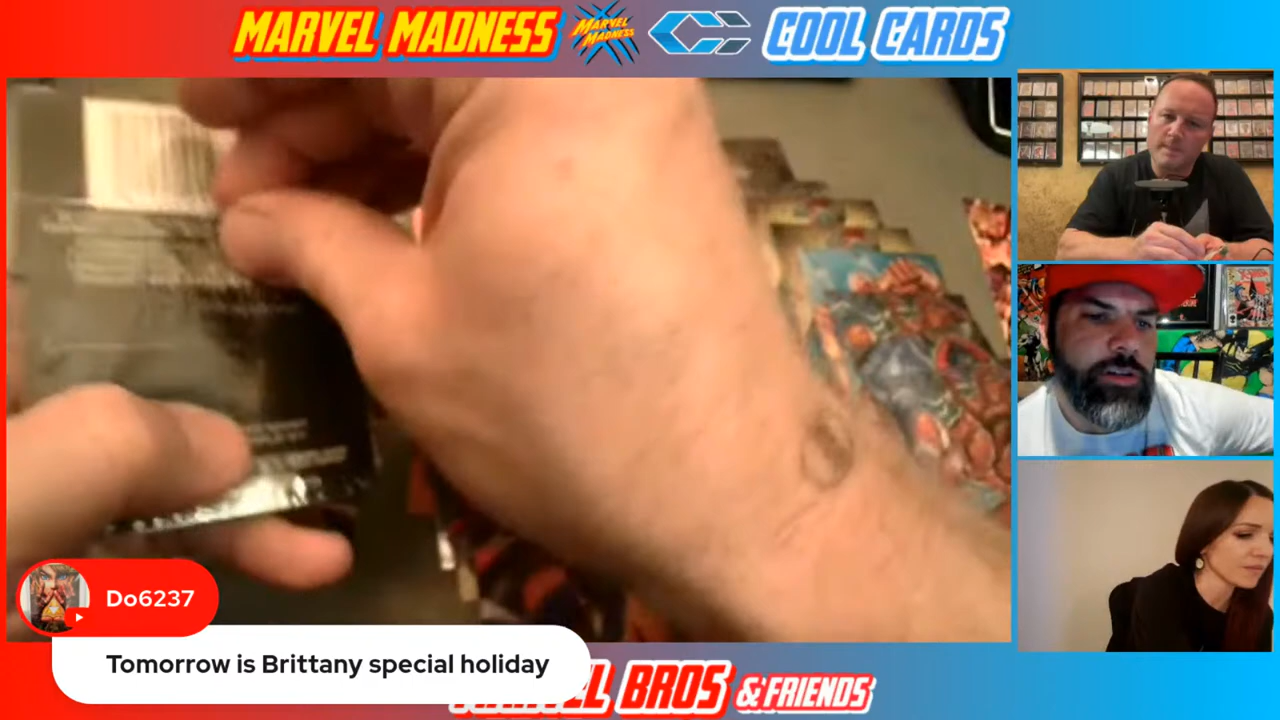 MARVEL MADNESS
MARVEL
MADNESS
COOL CARDS
Do6237
Tomorrow is Brittany special holiday
BROS & FRIENDS